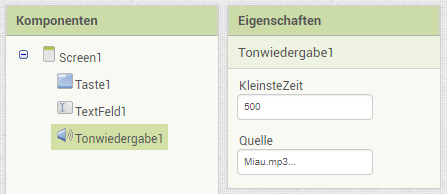 Komponenten
Screen1
Taste1
TextFeld1
Tonwiedergabe1
Eigenschaften
Tonwiedergabe1
KleinsteZeit
500
Quelle
Miau.mp3...